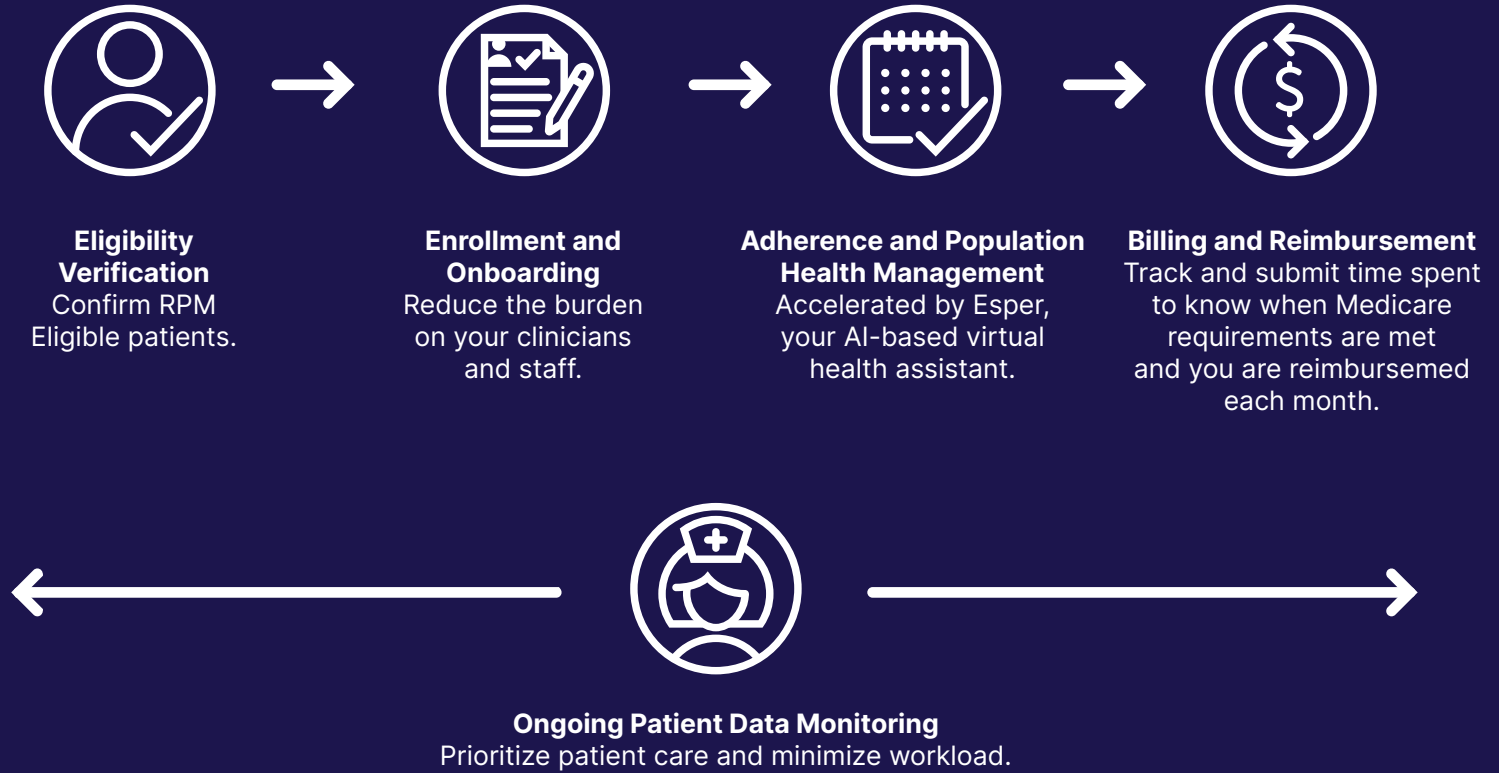 Eligibility
Verification
Confirm RPM
Eligible patients.
Enrollment and
Onboarding
Reduce the burden
on your clinicians
and staff.
Adherence and Population
Health Management
Accelerated by Esper,
your AI-based virtual
health assistant.
Billing and Reimbursement
Track and submit time spent
to know when Medicare
requirements are met
and you are reimbursemed
each month.
Ongoing Patient Data Monitoring
Prioritize patient care and minimize workload.